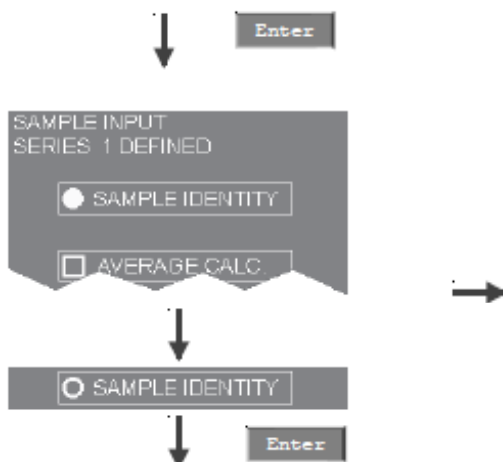 Enter
SAMPLE INPUT
SERIES 1 DEFINED
SAMPLE IDENTITY
AVERAGE CALC.
SAMPLE IDENTITY
Enter